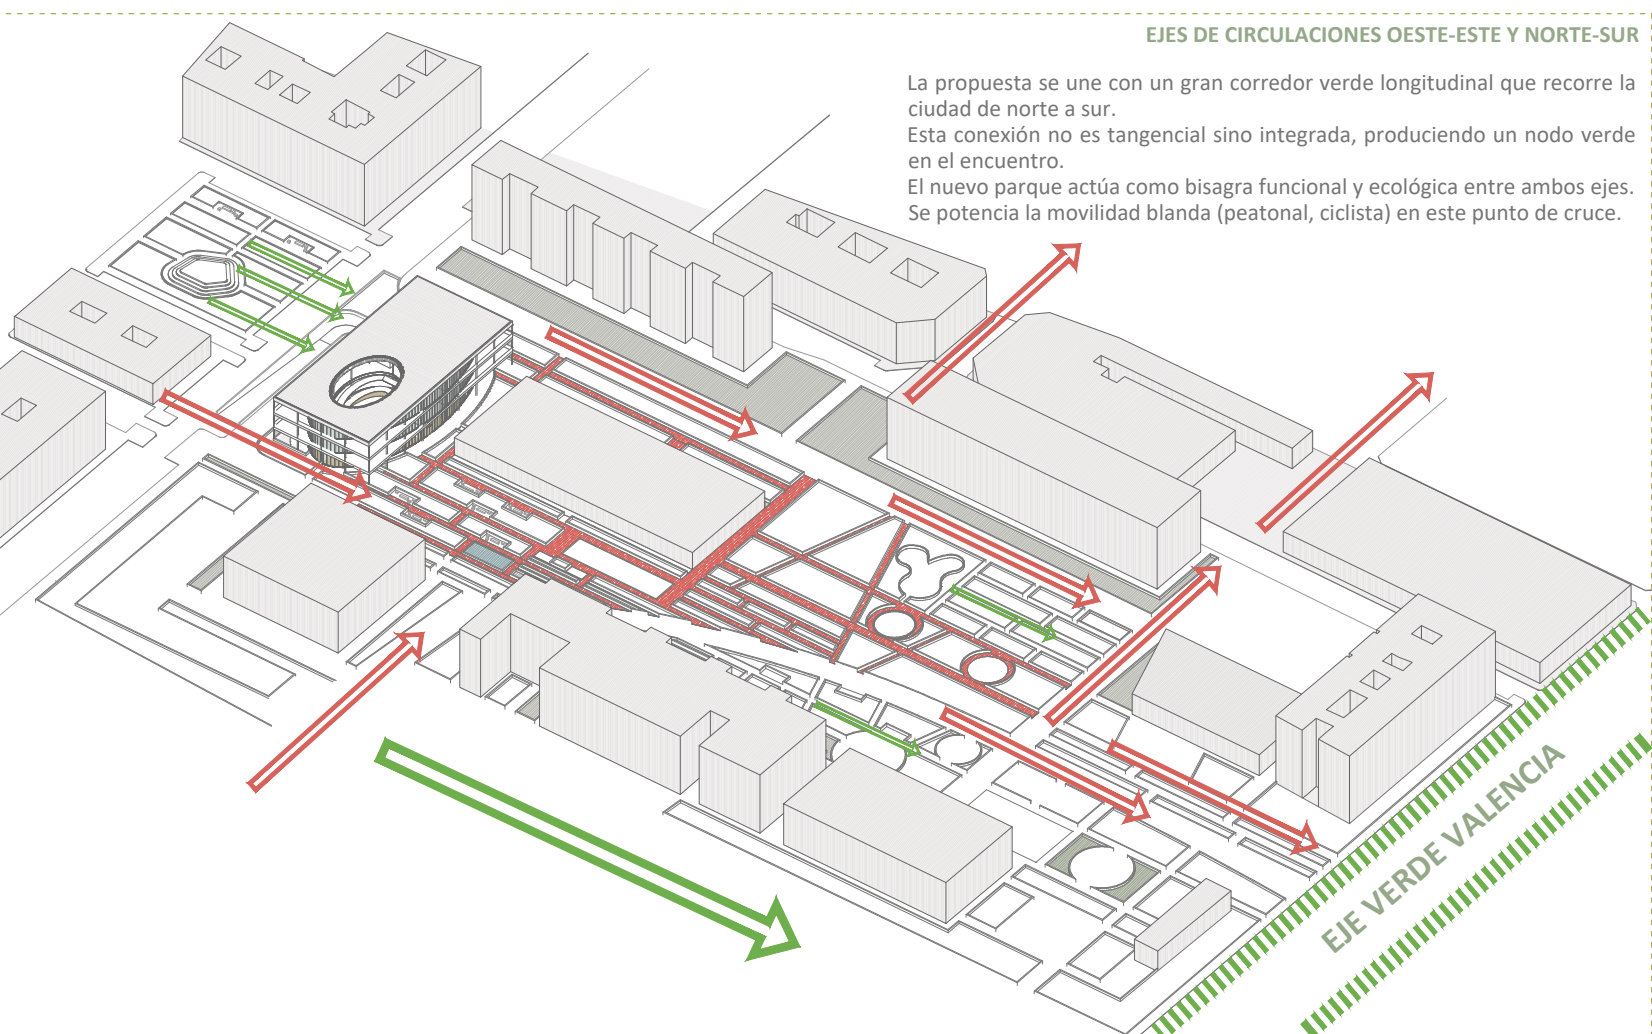 EJES DE CIRCULACIONES OESTE-ESTE Y NORTE-SUR
La propuesta se une con un gran corredor verde longitudinal que recorre la
ciudad de norte a sur.
Esta conexión no es tangencial sino integrada, produciendo un nodo verde
en el encuentro.
El nuevo parque actúa como bisagra funcional y ecológica entre ambos ejes.
Se potencia la movilidad blanda (peatonal, ciclista) en este punto de cruce.
EJE VERDE VALENCIA